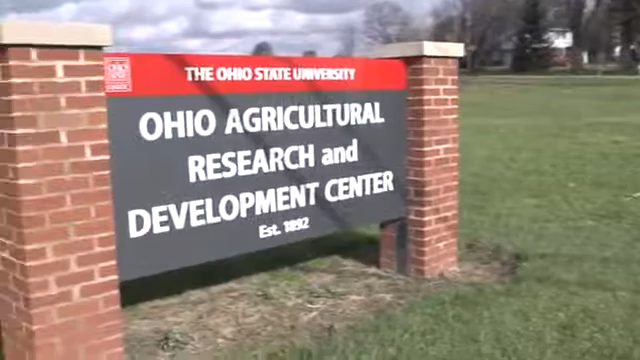 THE OHIO STATE UNIVERSITY
OHIO AGRICULTURAL
RESEARCH and
DEVELOPMENT CENTER
Est. 1892